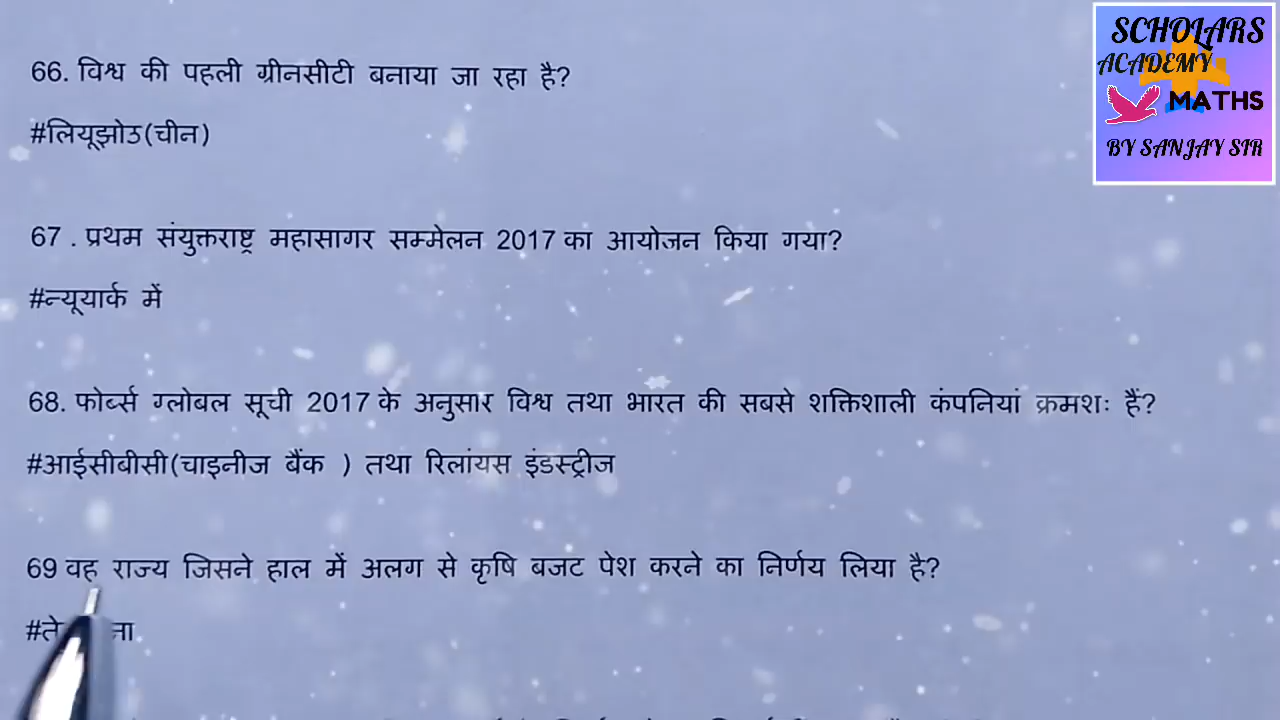 SCHOLARS
ACADEMY
MATHS
BY SANJAY SIR
66. विश्व की पहली ग्रीनसीटी बनाया जा रहा है?
#लियूझोउ(चीन)
67 . प्रथम संयुक्तराष्ट्र महासागर सम्मेलन 2017 का आयोजन किया गया?
#न्यूयार्क में
68. फोर्ब्स ग्लोबल सूची 2017 के अनुसार विश्व तथा भारत की सबसे शक्तिशाली कंपनियां क्रमशः हैं?
#आईसीबीसी(चाइनीज बैंक ) तथा रिलांयस इंडस्ट्रीज
69 वह राज्य जिसने हाल में अलग से कृषि बजट पेश करने का निर्णय लिया है?